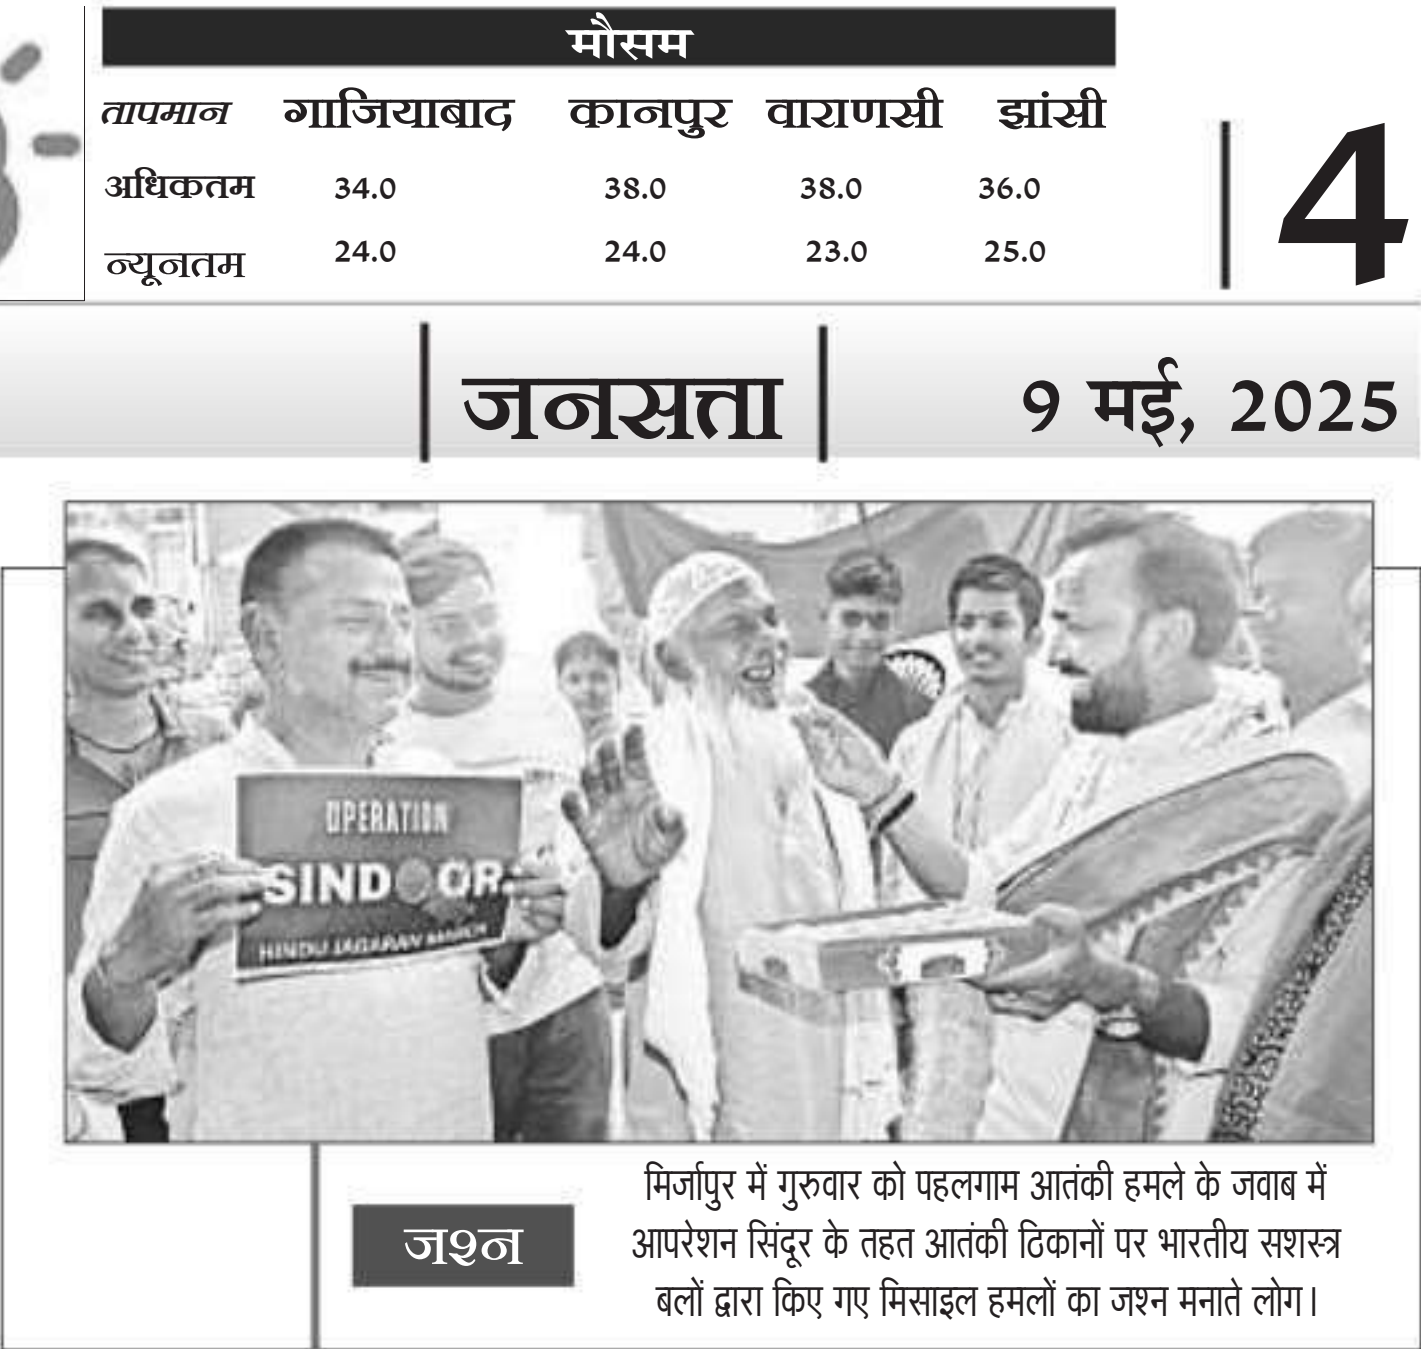 मौसम
तापमान गाजियाबाद कानपुर वाराणसी झांसी
अधिकतम 34.0 38.0 38.0 36.0
न्यूनतम 24.0 24.0 23.0 25.0
4
जनसत्ता 9 मई, 2025
OPERATION
SINDOOR
HINDU JAGARAN MANCH
जश्न
मिर्जापुर में गुरुवार को पहलगाम आतंकी हमले के जवाब में
आपरेशन सिंदूर के तहत आतंकी ठिकानों पर भारतीय सशस्त्र
बलों द्वारा किए गए मिसाइल हमलों का जश्न मनाते लोग।